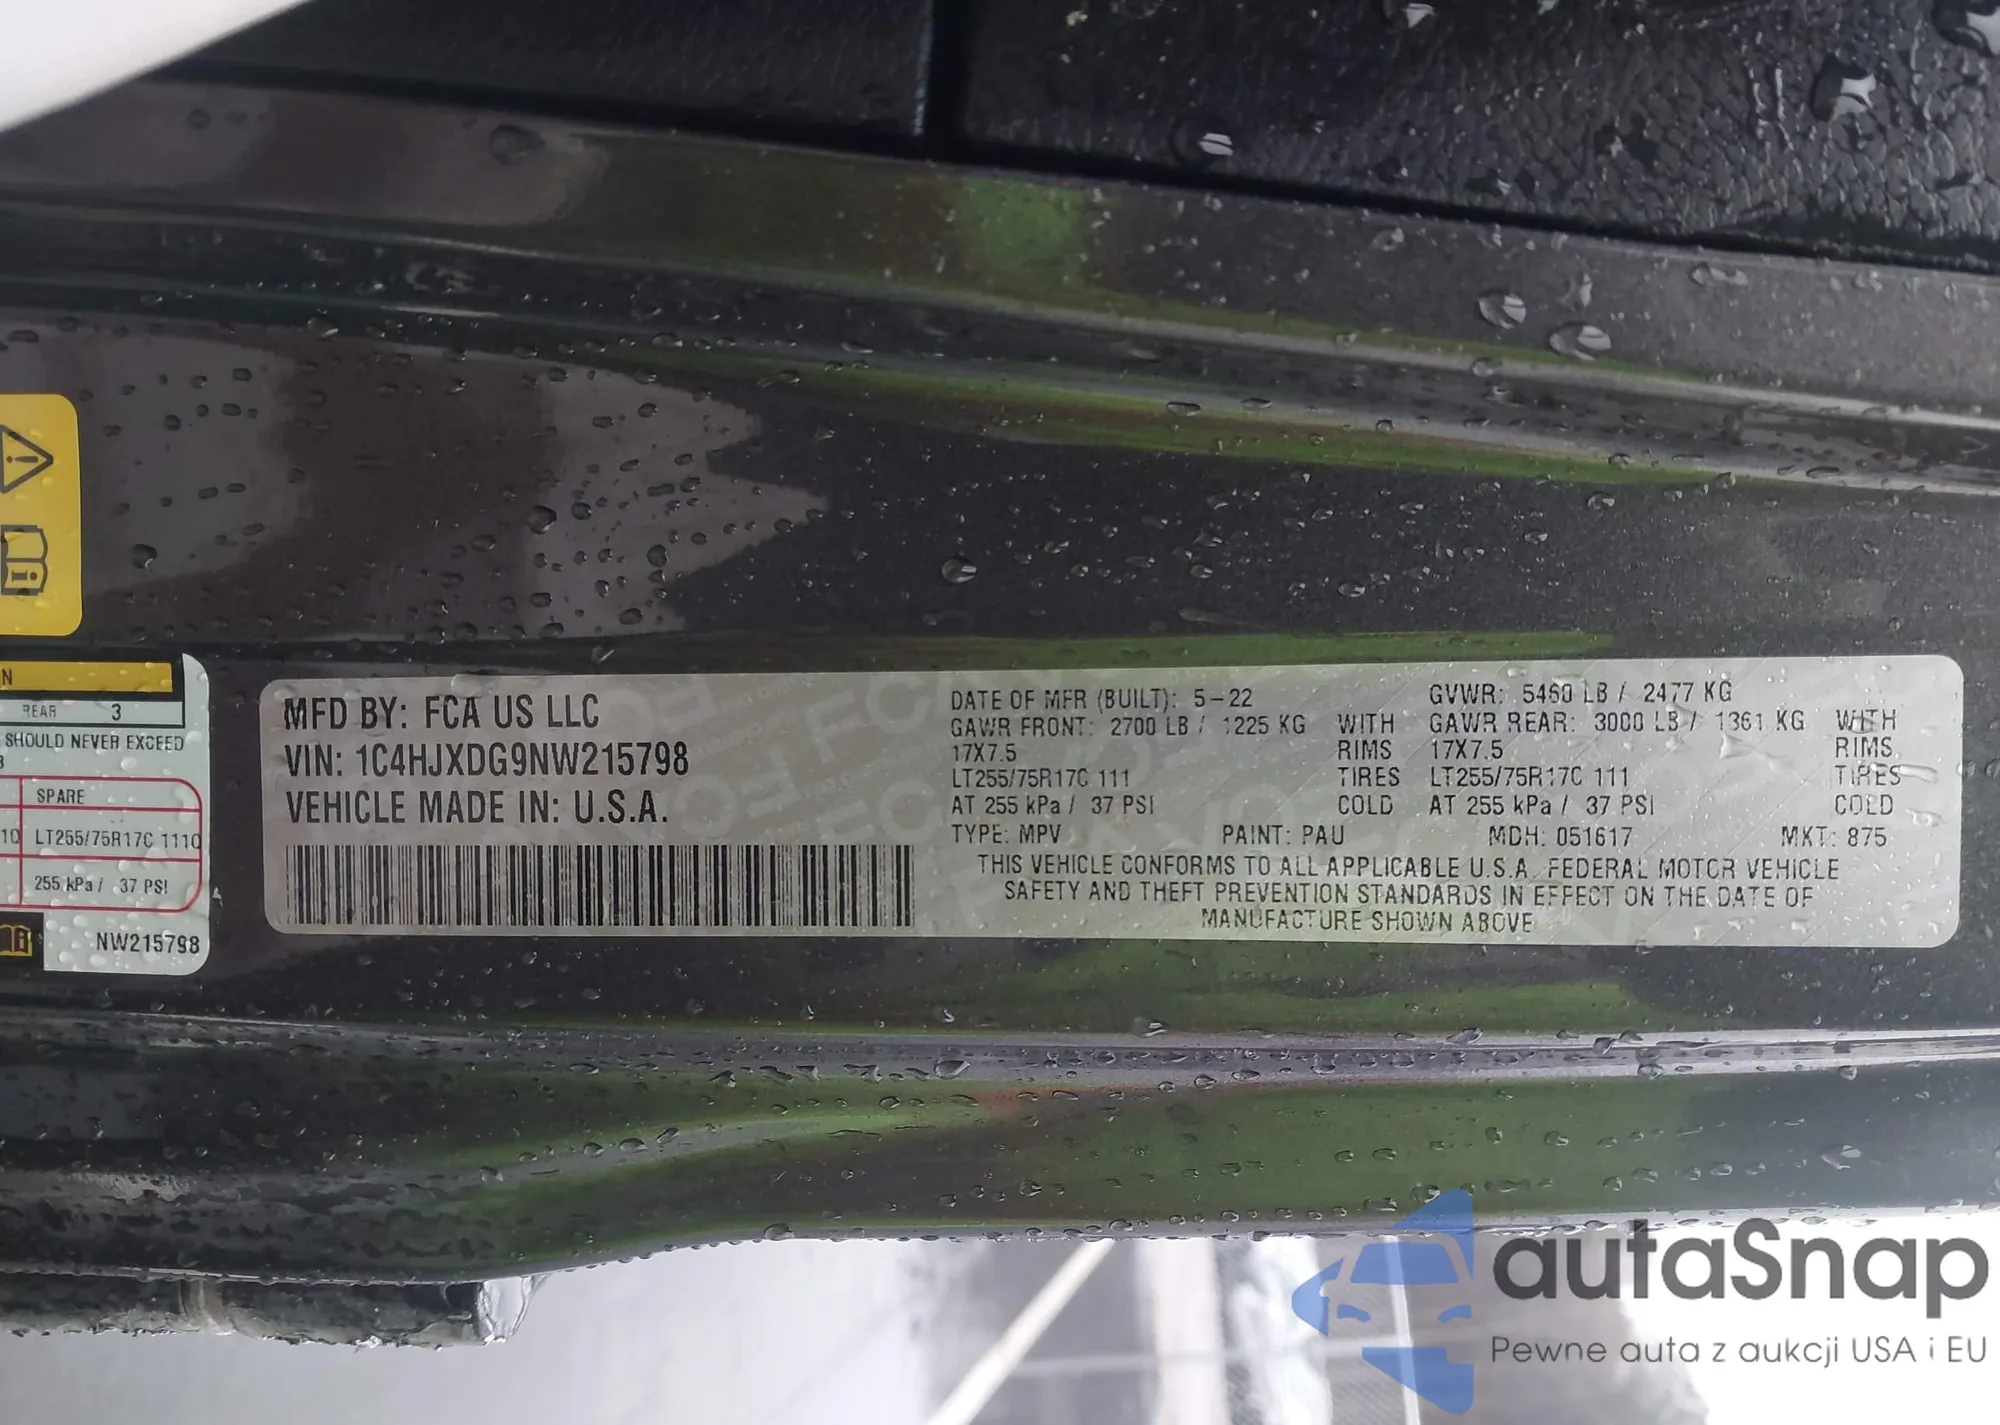 N
REAR 3
SHOULD NEVER EXCEED
SPARE
LT255/75R17C 111Q
255 kPa / 37 PSI
NW215798
MFD BY: FCA US LLC
VIN: 1C4HJXDG9NW215798
VEHICLE MADE IN: U.S.A.
DATE OF MFR (BUILT): 5-22 GVWR: 5460 LB / 2477 KG
GAWR FRONT: 2700 LB / 1225 KG WITH GAWR REAR: 3000 LB / 1361 KG WITH
17X7.5 RIMS 17X7.5 RIMS
LT255/75R17C 111 TIRES LT255/75R17C 111 TIRES
AT 255 kPa / 37 PSI COLD AT 255 kPa / 37 PSI COLD
TYPE: MPV PAINT: PAU MDH: 051617 MKT: 875
THIS VEHICLE CONFORMS TO ALL APPLICABLE U.S.A. FEDERAL MOTOR VEHICLE
SAFETY AND THEFT PREVENTION STANDARDS IN EFFECT ON THE DATE OF
MANUFACTURE SHOWN ABOVE
autaSnap
Pewne auta z aukcji USA i EU